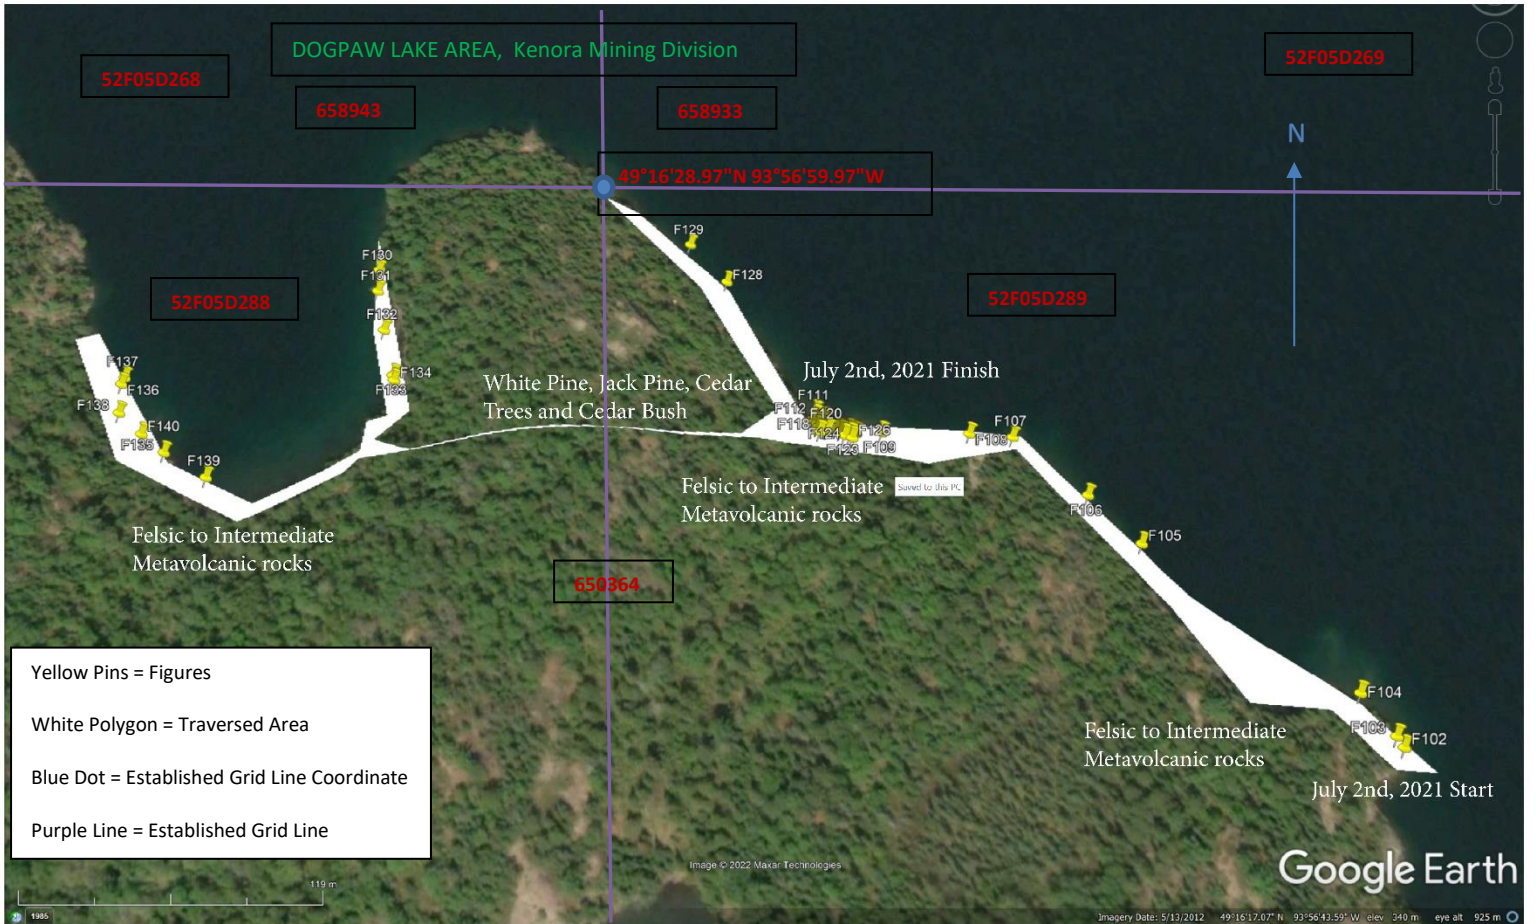 DOGPAW LAKE AREA, Kenora Mining Division
52F05D268
52F05D269
658943
658933
N
49°16'28.97"N 93°56'59.97"W
F129
F130
F131
F128
52F05D288
52F05D289
F132
F137
F134
F133
F136
F138
F140
F135
F139
White Pine, Jack Pine, Cedar
Trees and Cedar Bush
July 2nd, 2021 Finish
F111
F112
F120
F118
F124
F126
F123
F109
F108
F107
Felsic to Intermediate
Metavolcanic rocks
Saved to this PC
F106
F105
Felsic to Intermediate
Metavolcanic rocks
650364
F104
F103
F102
Felsic to Intermediate
Metavolcanic rocks
July 2nd, 2021 Start
Yellow Pins = Figures
White Polygon = Traversed Area
Blue Dot = Established Grid Line Coordinate
Purple Line = Established Grid Line
Image © 2022 Maxar Technologies
Google Earth
119 m
1985
Imagery Date: 5/13/2012 49°16'17.07" N 93°56'43.59" W elev 340 m eye alt 925 m